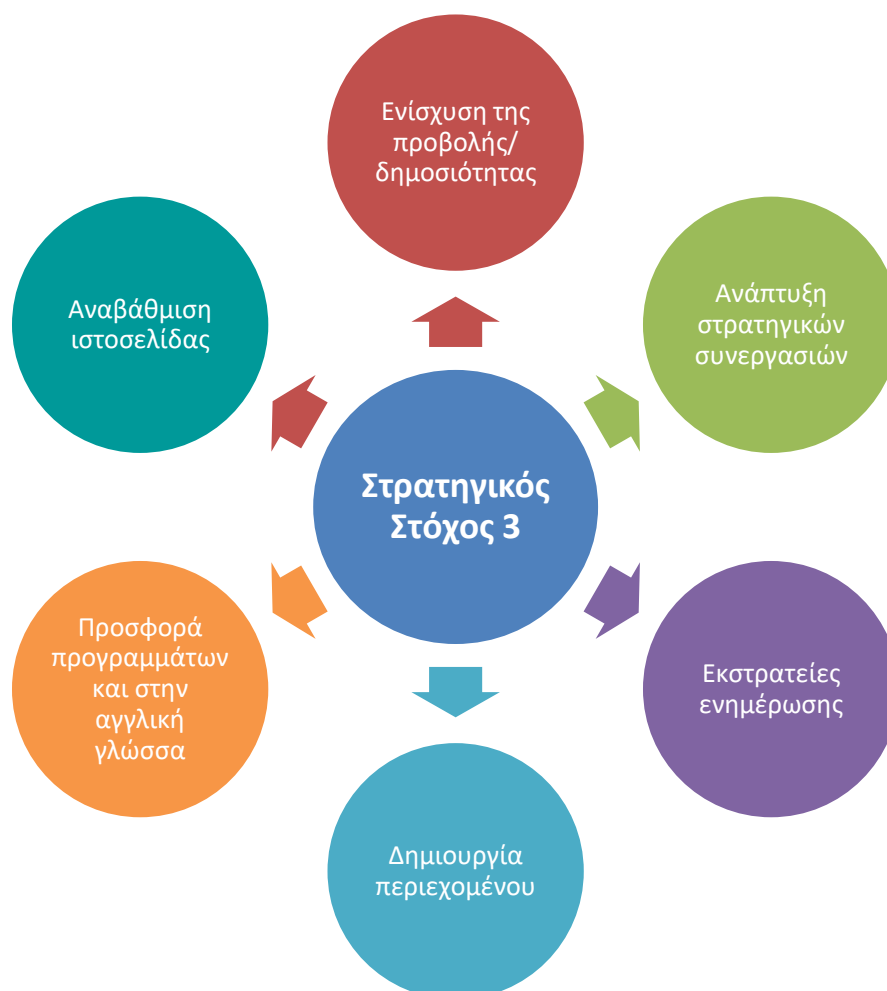 Ενίσχυση της
προβολής/
δημοσιότητας
Ανάπτυξη
στρατηγικών
συνεργασιών
Εκστρατείες
ενημέρωσης
Δημιουργία
περιεχομένου
Προσφορά
προγραμμάτων
και στην
αγγλική
γλώσσα
Αναβάθμιση
ιστοσελίδας
Στρατηγικός
Στόχος 3